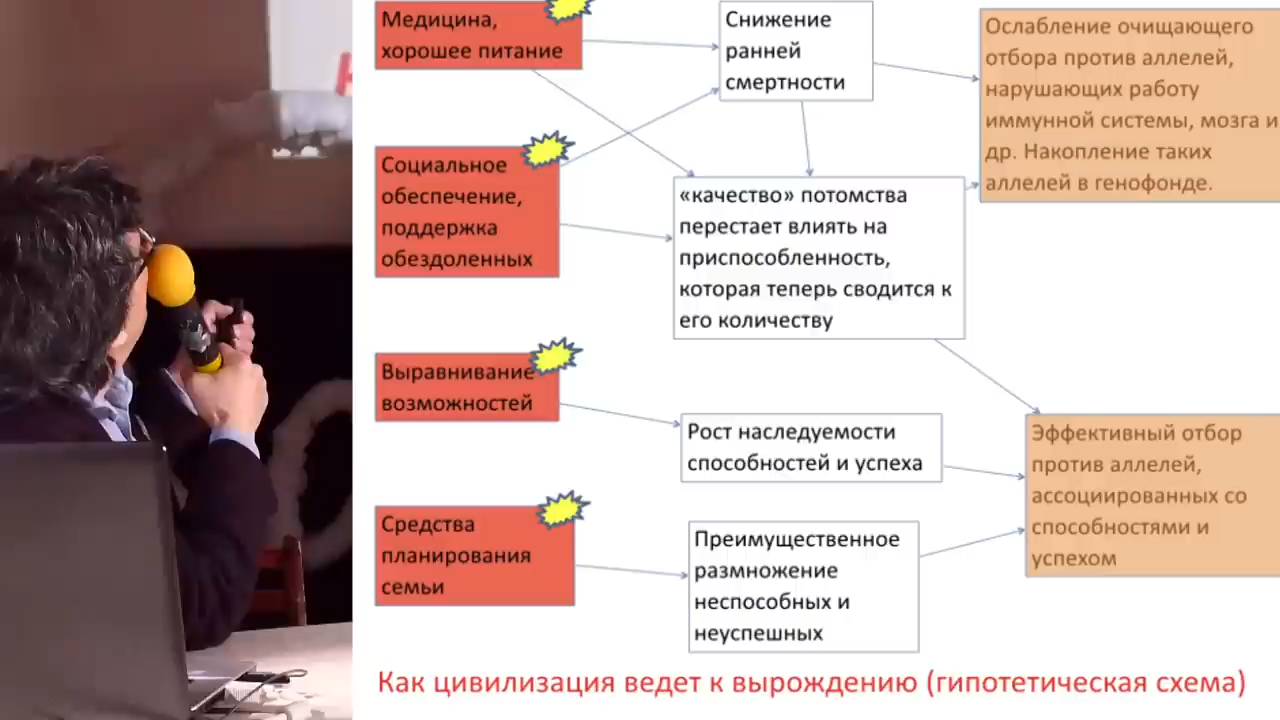 Медицина,
хорошее питание
Снижение
ранней
смертности
Ослабление очищающего
отбора против аллелей,
нарушающих работу
иммунной системы, мозга и
др. Накопление таких
аллелей в генофонде.
Социальное
обеспечение,
поддержка
обездоленных
«качество» потомства
перестает влиять на
приспособленность,
которая теперь сводится к
его количеству
Выравнивание
возможностей
Рост наследуемости
способностей и успеха
Эффективный отбор
против аллелей,
ассоциированных со
способностями и
успехом
Средства
планирования
семьи
Преимущественное
размножение
неспособных и
неуспешных
Как цивилизация ведет к вырождению (гипотетическая схема)